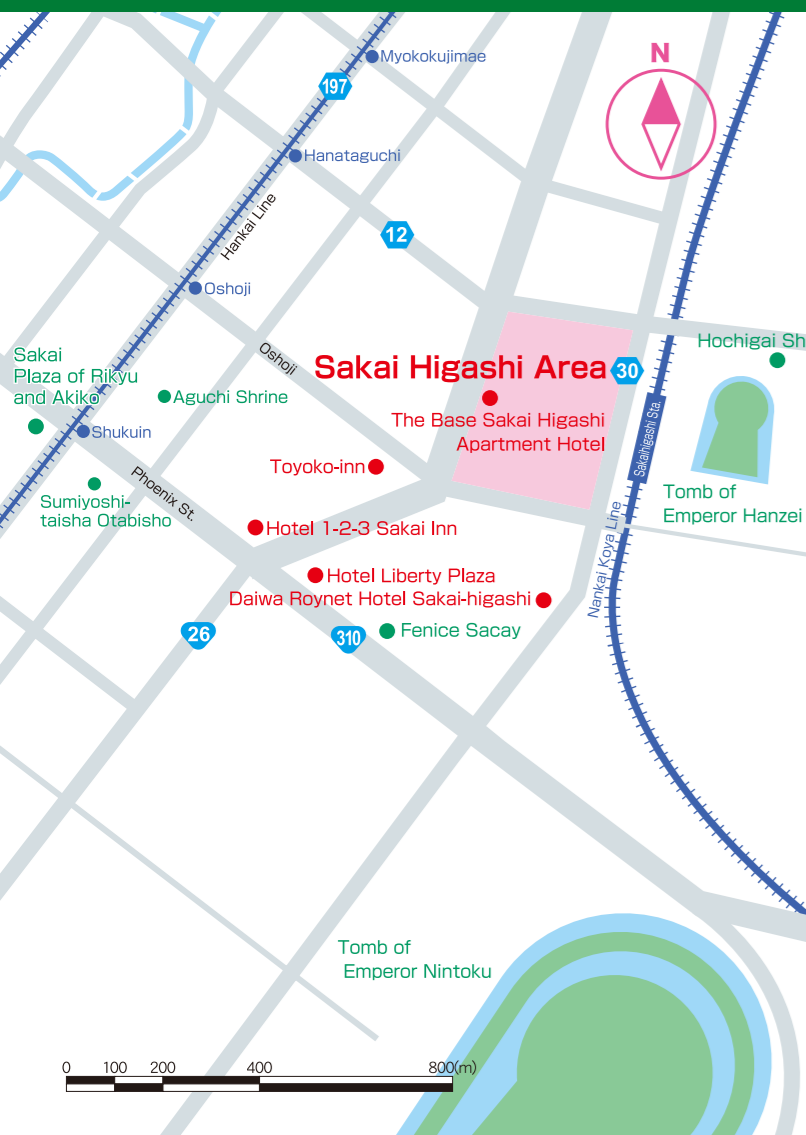 N
Myokokujimae
197
Hanataguchi
Hankai Line
12
Oshoji
Oshoji
Hochigai Sh
Sakai
Plaza of Rikyu
and Akiko
Sakai Higashi Area
30
Aguchi Shrine
The Base Sakai Higashi
Apartment Hotel
Sakaihigashi Sta.
Shukuin
Toyoko-inn
Phoenix St.
Sumiyoshi-
taisha Otabisho
Tomb of
Emperor Hanzei
Hotel 1-2-3 Sakai Inn
Nankai Koya Line
Hotel Liberty Plaza
Daiwa Roynet Hotel Sakai-higashi
26
310
Fenice Sacay
Tomb of
Emperor Nintoku
0 100 200 400 800(m)